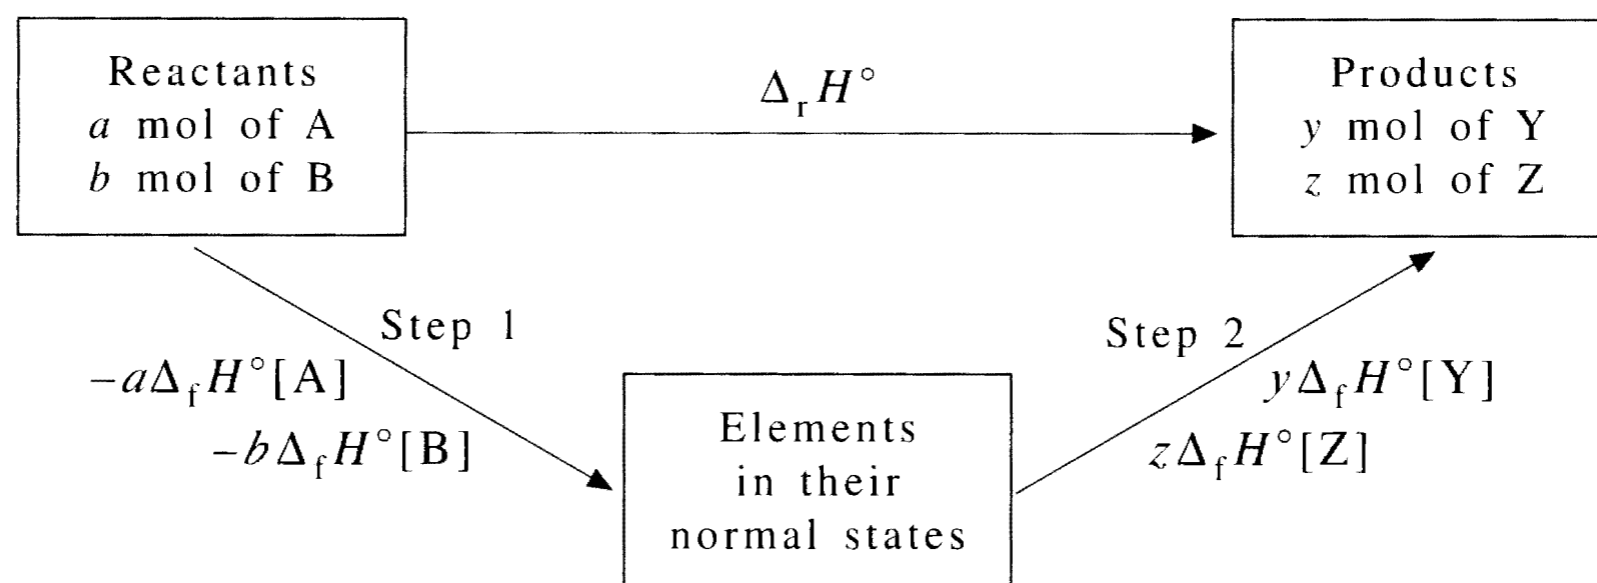 Reactants
a mol of A
b mol of B
Δ_r H°
Products
y mol of Y
z mol of Z
Step 1
-aΔ_f H°[A]
-bΔ_f H°[B]
Elements
in their
normal states
Step 2
yΔ_f H°[Y]
zΔ_f H°[Z]